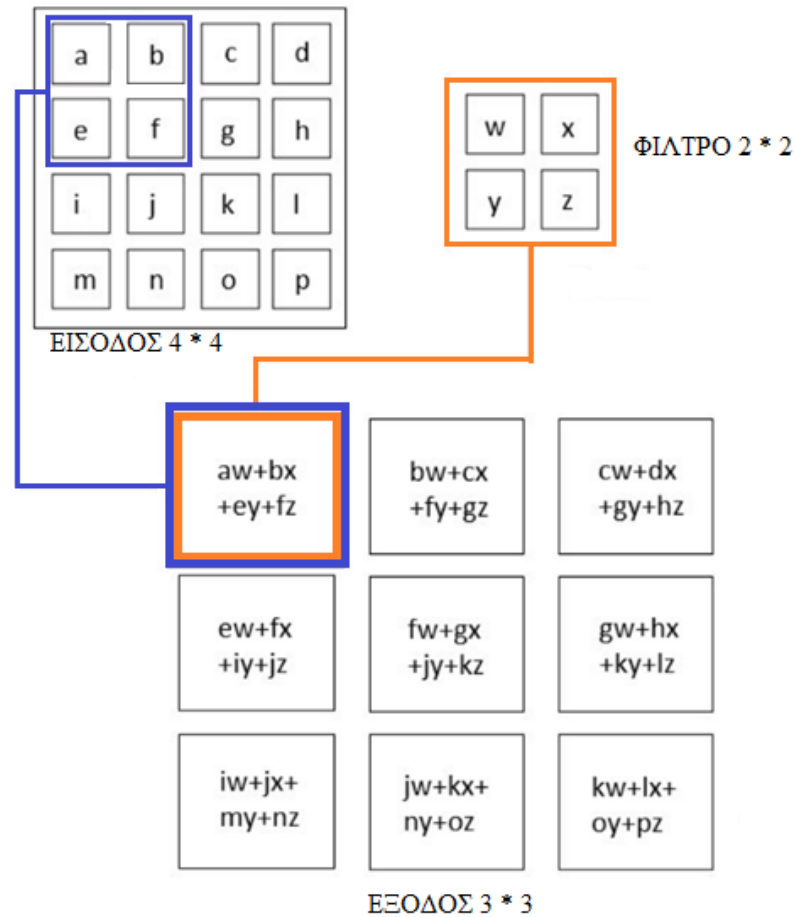 a b c d
e f g h
i j k l
m n o p
ΕΙΣΟΔΟΣ 4 * 4
w x
y z
ΦΙΛΤΡΟ 2 * 2
aw+bx
+ey+fz
bw+cx
+fy+gz
cw+dx
+gy+hz
ew+fx
+iy+jz
fw+gx
+jy+kz
gw+hx
+ky+lz
iw+jx+
my+nz
jw+kx+
ny+oz
kw+lx+
oy+pz
ΕΞΟΔΟΣ 3 * 3